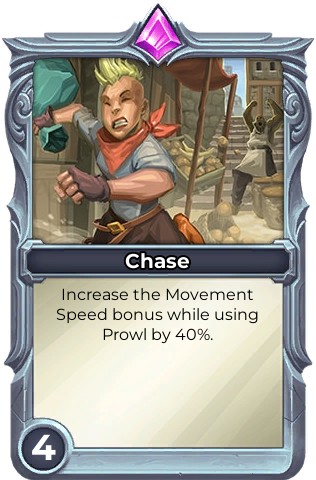 Chase
Increase the Movement
Speed bonus while using
Prowl by 40%.
4